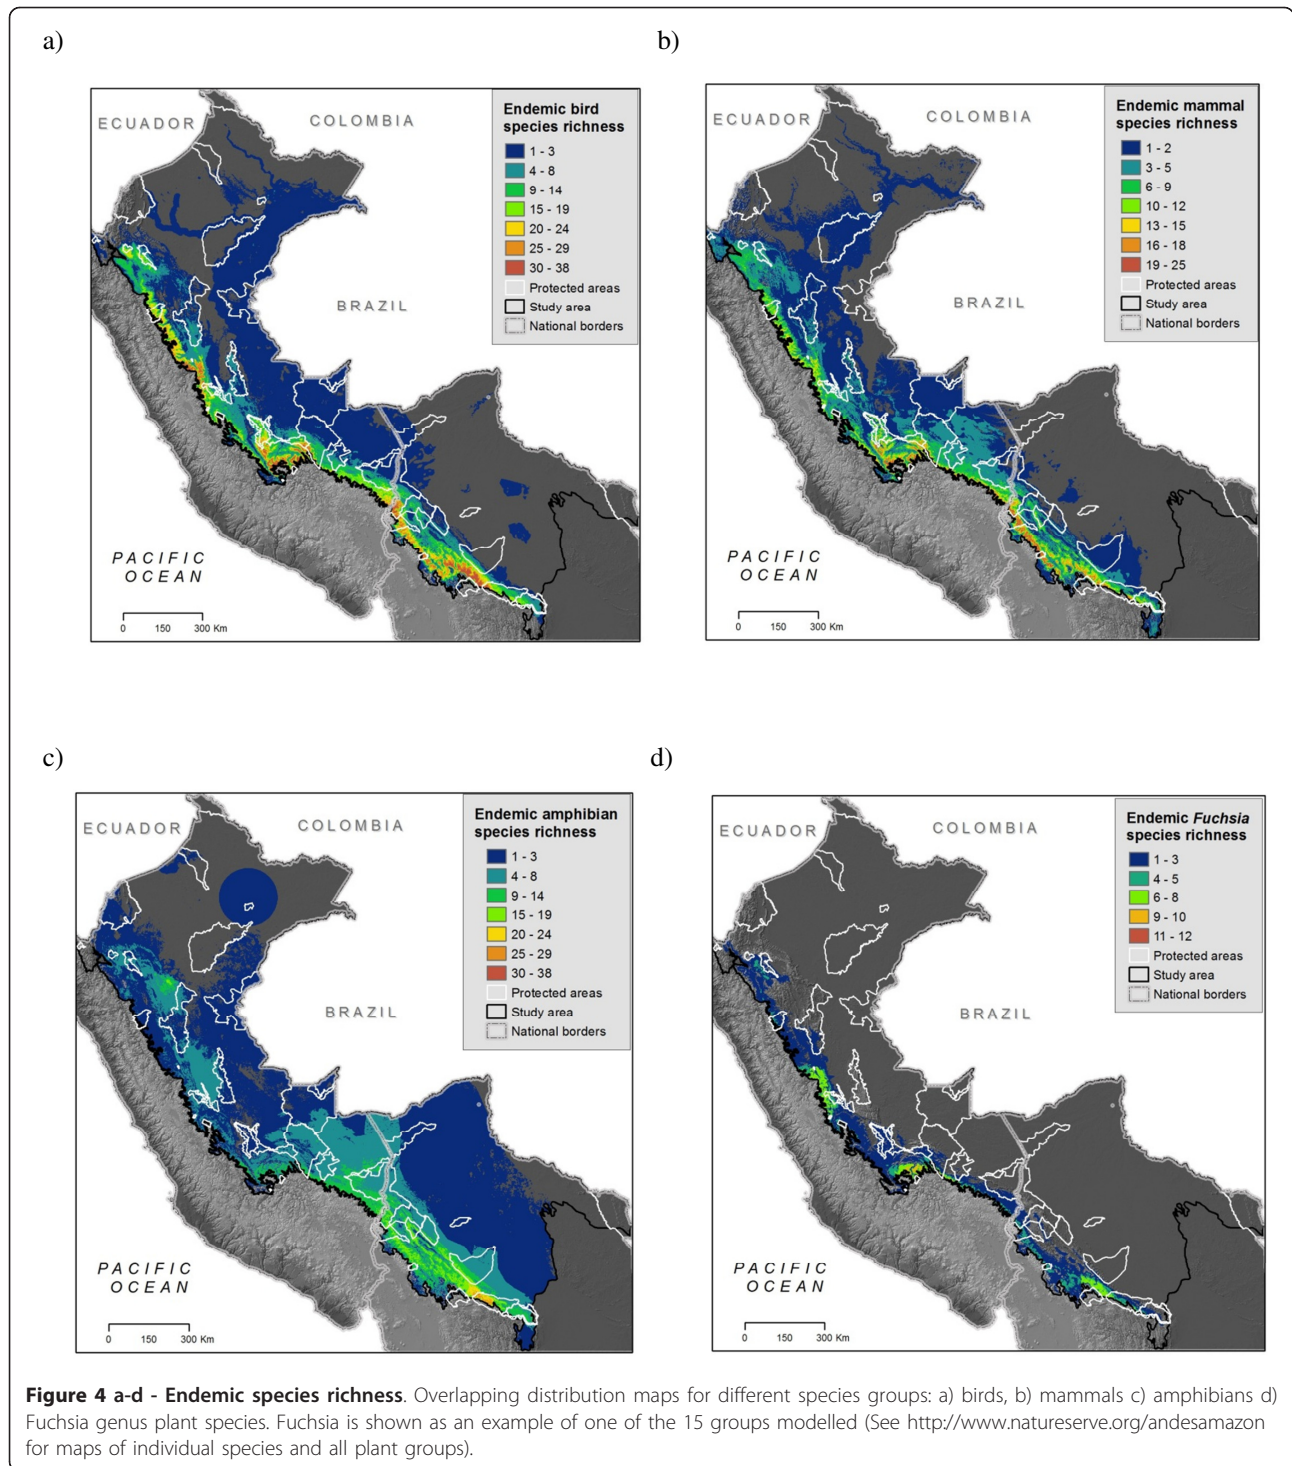 a)
ECUADOR
COLOMBIA
BRAZIL
PACIFIC
OCEAN
0 150 300 Km
Endemic bird
species richness
1 - 3
4 - 8
9 - 14
15 - 19
20 - 24
25 - 29
30 - 38
Protected areas
Study area
National borders
b)
ECUADOR
COLOMBIA
BRAZIL
PACIFIC
OCEAN
0 150 300 Km
Endemic mammal
species richness
1 - 2
3 - 5
6 - 9
10 - 12
13 - 15
16 - 18
19 - 25
Protected areas
Study area
National borders
c)
ECUADOR
COLOMBIA
BRAZIL
PACIFIC
OCEAN
0 150 300 Km
Endemic amphibian
species richness
1 - 3
4 - 8
9 - 14
15 - 19
20 - 24
25 - 29
30 - 38
Protected areas
Study area
National borders
d)
ECUADOR
COLOMBIA
BRAZIL
PACIFIC
OCEAN
0 150 300 Km
Endemic Fuchsia
species richness
1 - 3
4 - 5
6 - 8
9 - 10
11 - 12
Protected areas
Study area
National borders
Figure 4 a-d - Endemic species richness. Overlapping distribution maps for different species groups: a) birds, b) mammals c) amphibians d)
Fuchsia genus plant species. Fuchsia is shown as an example of one of the 15 groups modelled (See http://www.natureserve.org/andesamazon
for maps of individual species and all plant groups).